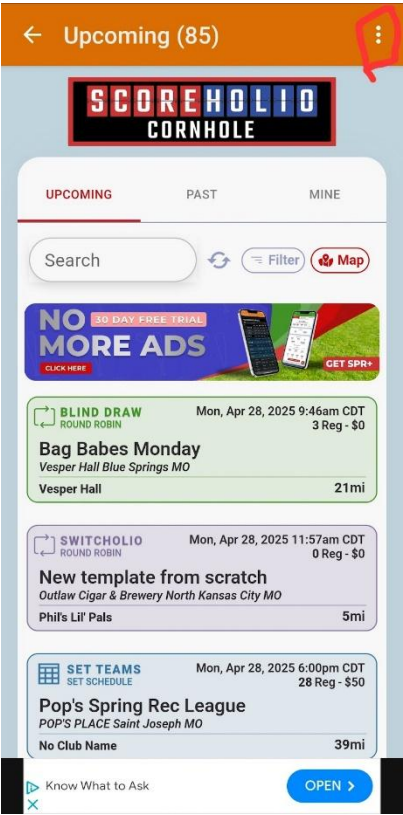 Upcoming (85)
SCOREHOLIO
CORNHOLE
UPCOMING PAST MINE
Search Filter Map
NO 30 DAY FREE TRIAL
MORE ADS
CLICK HERE GET SPR+
BLIND DRAW Mon, Apr 28, 2025 9:46am CDT
ROUND ROBIN 3 Reg - $0
Bag Babes Monday
Vesper Hall Blue Springs MO
Vesper Hall 21mi
SWITCHOLIO Mon, Apr 28, 2025 11:57am CDT
ROUND ROBIN 0 Reg - $0
New template from scratch
Outlaw Cigar & Brewery North Kansas City MO
Phil's Lil' Pals 5mi
SET TEAMS Mon, Apr 28, 2025 6:00pm CDT
SET SCHEDULE 28 Reg - $50
Pop's Spring Rec League
POP'S PLACE Saint Joseph MO
No Club Name 39mi
Know What to Ask OPEN